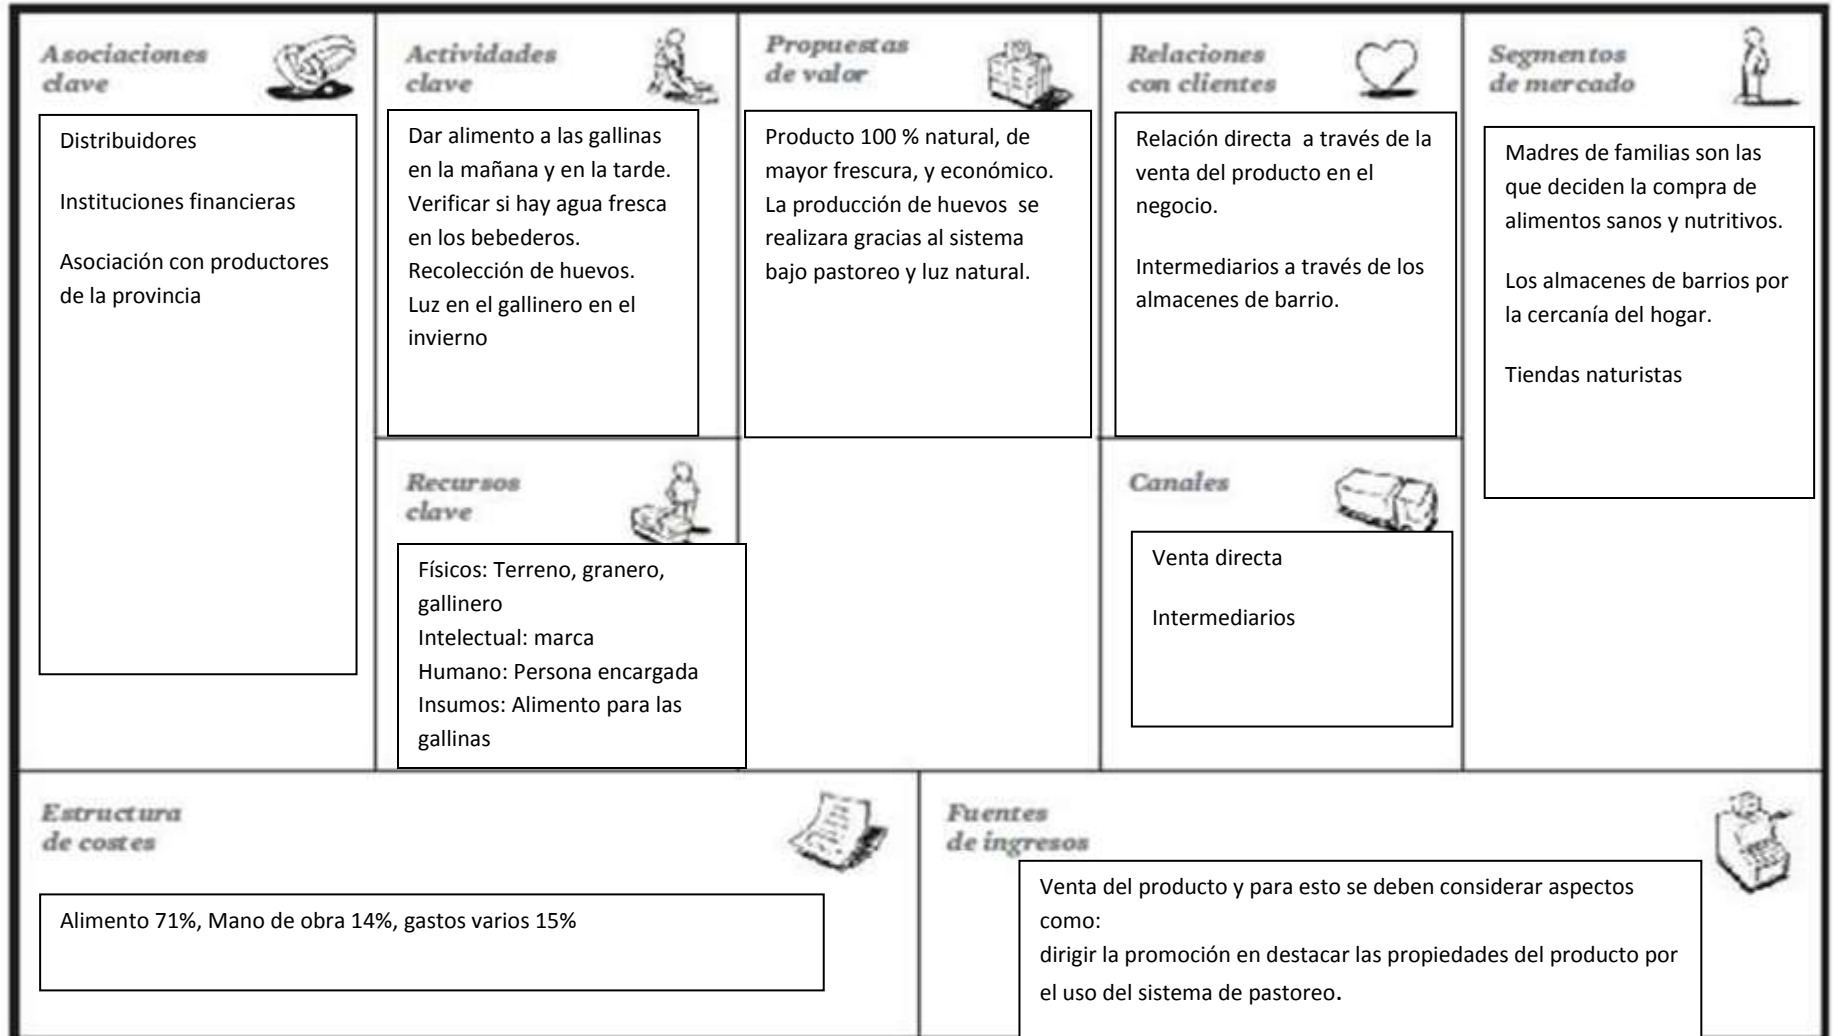 Asociaciones
clave
Distribuidores
Instituciones financieras
Asociación con productores
de la provincia
Actividades
clave
Dar alimento a las gallinas
en la mañana y en la tarde.
Verificar si hay agua fresca
en los bebederos.
Recolección de huevos.
Luz en el gallinero en el
invierno
Recursos
clave
Físicos: Terreno, granero,
gallinero
Intelectual: marca
Humano: Persona encargada
Insumos: Alimento para las
gallinas
Propuestas
de valor
Producto 100 % natural, de
mayor frescura, y económico.
La producción de huevos se
realizara gracias al sistema
bajo pastoreo y luz natural.
Relaciones
con clientes
Relación directa a través de la
venta del producto en el
negocio.
Intermediarios a través de los
almacenes de barrio.
Canales
Venta directa
Intermediarios
Segmentos
de mercado
Madres de familias son las
que deciden la compra de
alimentos sanos y nutritivos.
Los almacenes de barrios por
la cercanía del hogar.
Tiendas naturistas
Estructura
de costes
Alimento 71%, Mano de obra 14%, gastos varios 15%
Fuentes
de ingresos
Venta del producto y para esto se deben considerar aspectos
como:
dirigir la promoción en destacar las propiedades del producto por
el uso del sistema de pastoreo.